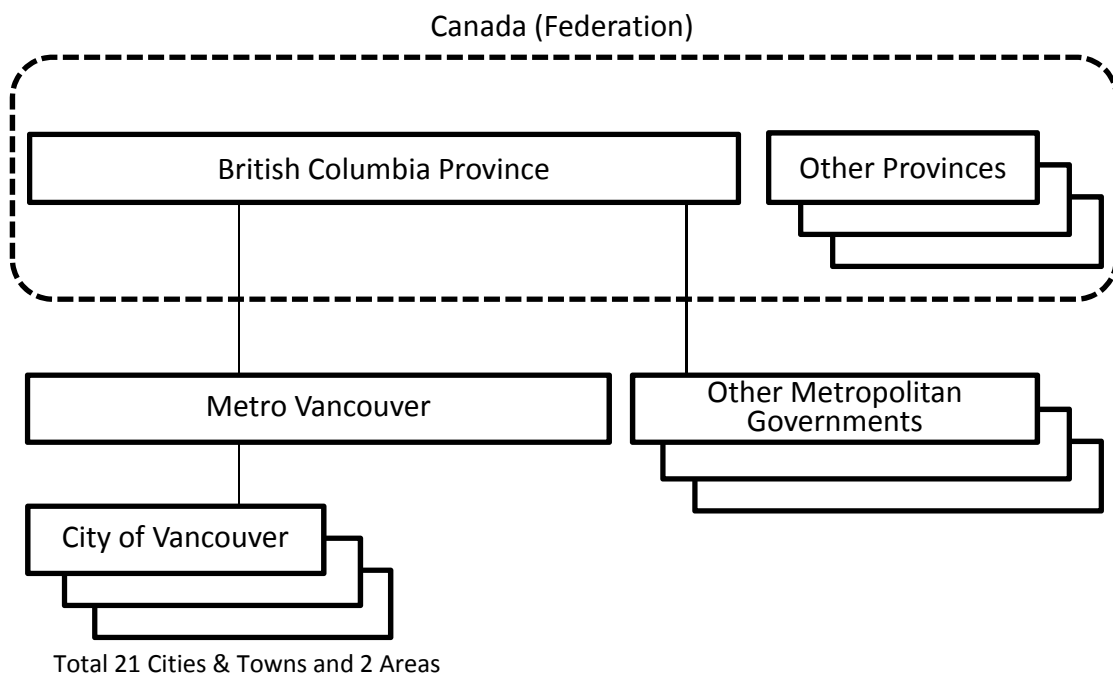 Canada (Federation)
British Columbia Province
Other Provinces
Metro Vancouver
Other Metropolitan
Governments
City of Vancouver
Total 21 Cities & Towns and 2 Areas